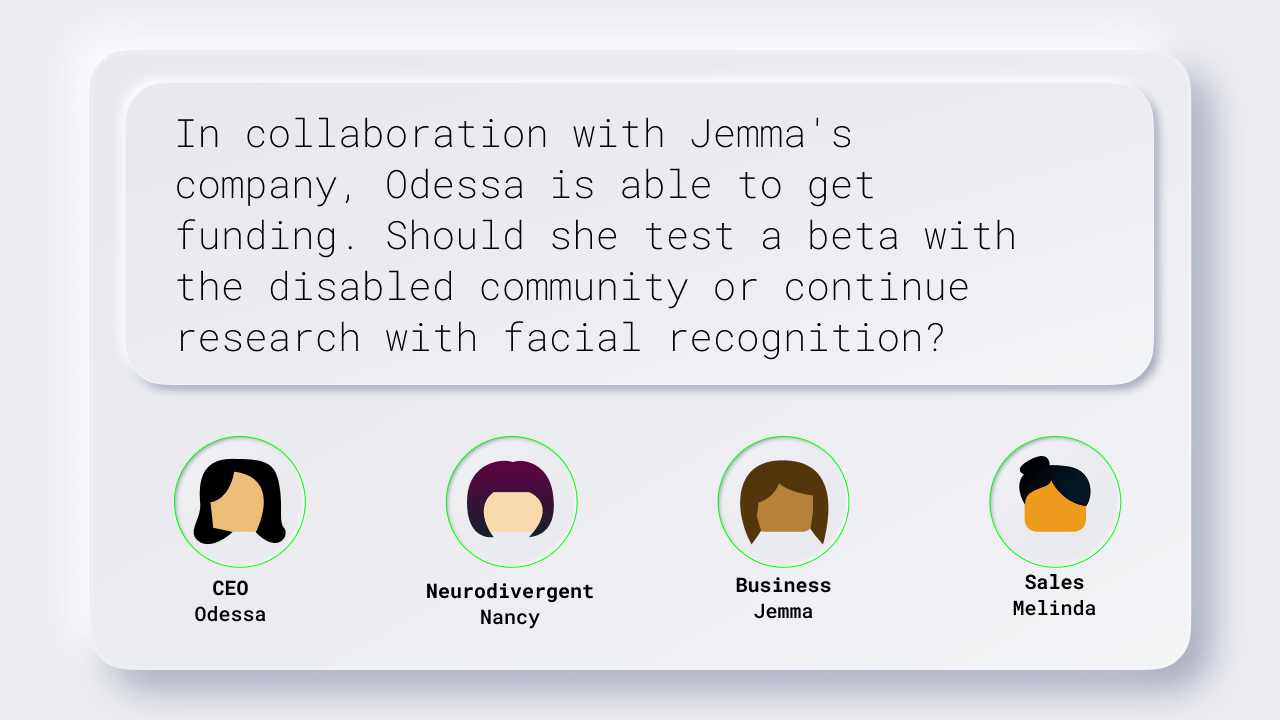 In collaboration with Jemma's
company, Odessa is able to get
funding. Should she test a beta with
the disabled community or continue
research with facial recognition?
CEO
Odessa
Neurodivergent
Nancy
Business
Jemma
Sales
Melinda